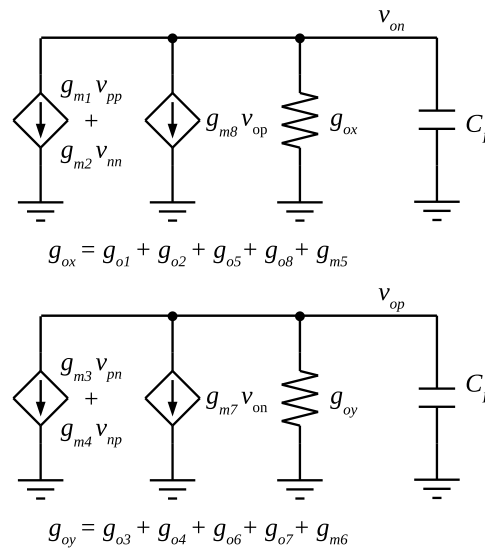 v_on
g_m1 v_pp
+
g_m2 v_nn
g_m8 v_op
g_ox
g_ox = g_o1 + g_o2 + g_o5 + g_o8 + g_m5
v_op
g_m3 v_pn
+
g_m4 v_np
g_m7 v_on
g_oy
g_oy = g_o3 + g_o4 + g_o6 + g_o7 + g_m6